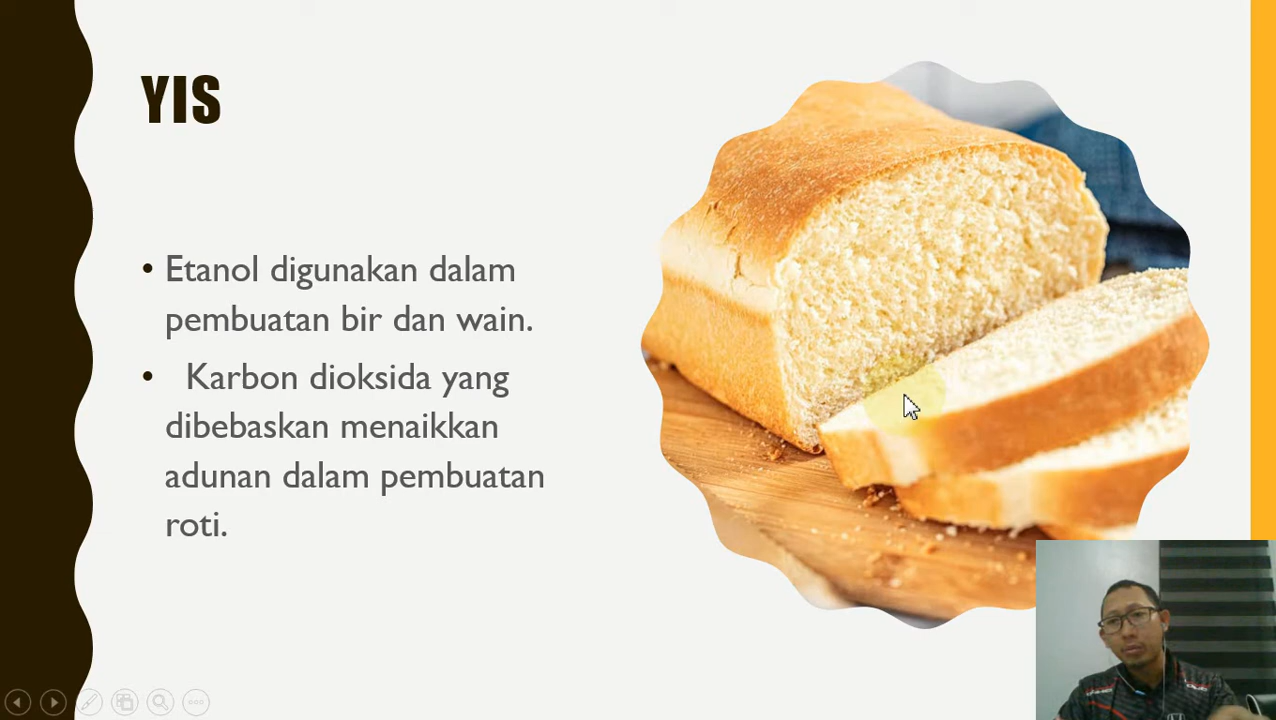 YIS
• Etanol digunakan dalam
pembuatan bir dan wain.
• Karbon dioksida yang
dibebaskan menaikkan
adunan dalam pembuatan
roti.